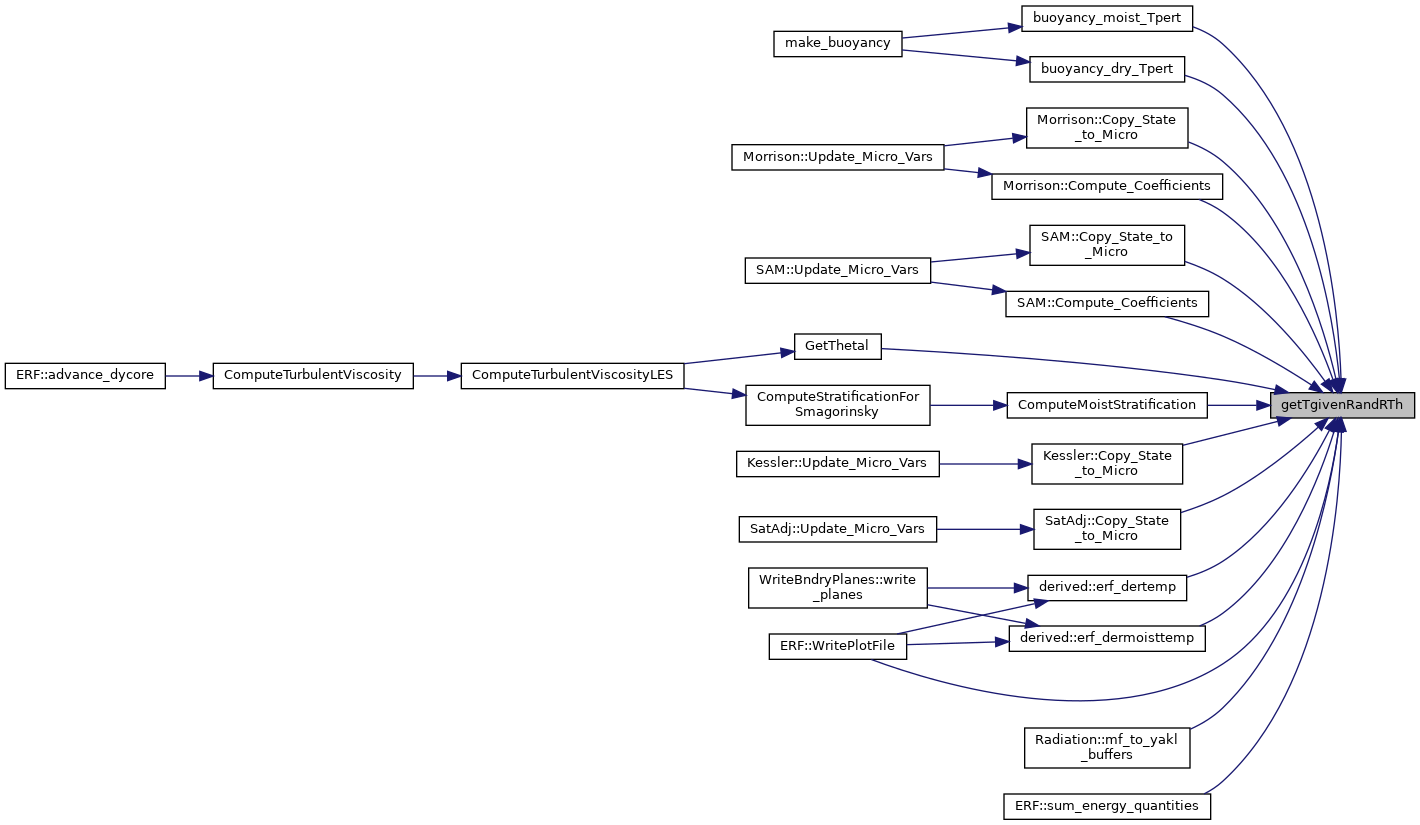 buoyancy_moist_Tpert
make_buoyancy
buoyancy_dry_Tpert
Morrison::Copy_State
_to_Micro
Morrison::Update_Micro_Vars
Morrison::Compute_Coefficients
SAM::Copy_State_to
_Micro
SAM::Update_Micro_Vars
SAM::Compute_Coefficients
GetThetal
ERF::advance_dycore
ComputeTurbulentViscosity
ComputeTurbulentViscosityLES
ComputeStratificationFor
Smagorinsky
ComputeMoistStratification
getTgivenRandRTh
Kessler::Copy_State
_to_Micro
Kessler::Update_Micro_Vars
SatAdj::Copy_State
_to_Micro
SatAdj::Update_Micro_Vars
WriteBndryPlanes::write
_planes
derived::erf_dertemp
derived::erf_dermoisttemp
ERF::WritePlotFile
Radiation::mf_to_yakl
_buffers
ERF::sum_energy_quantities